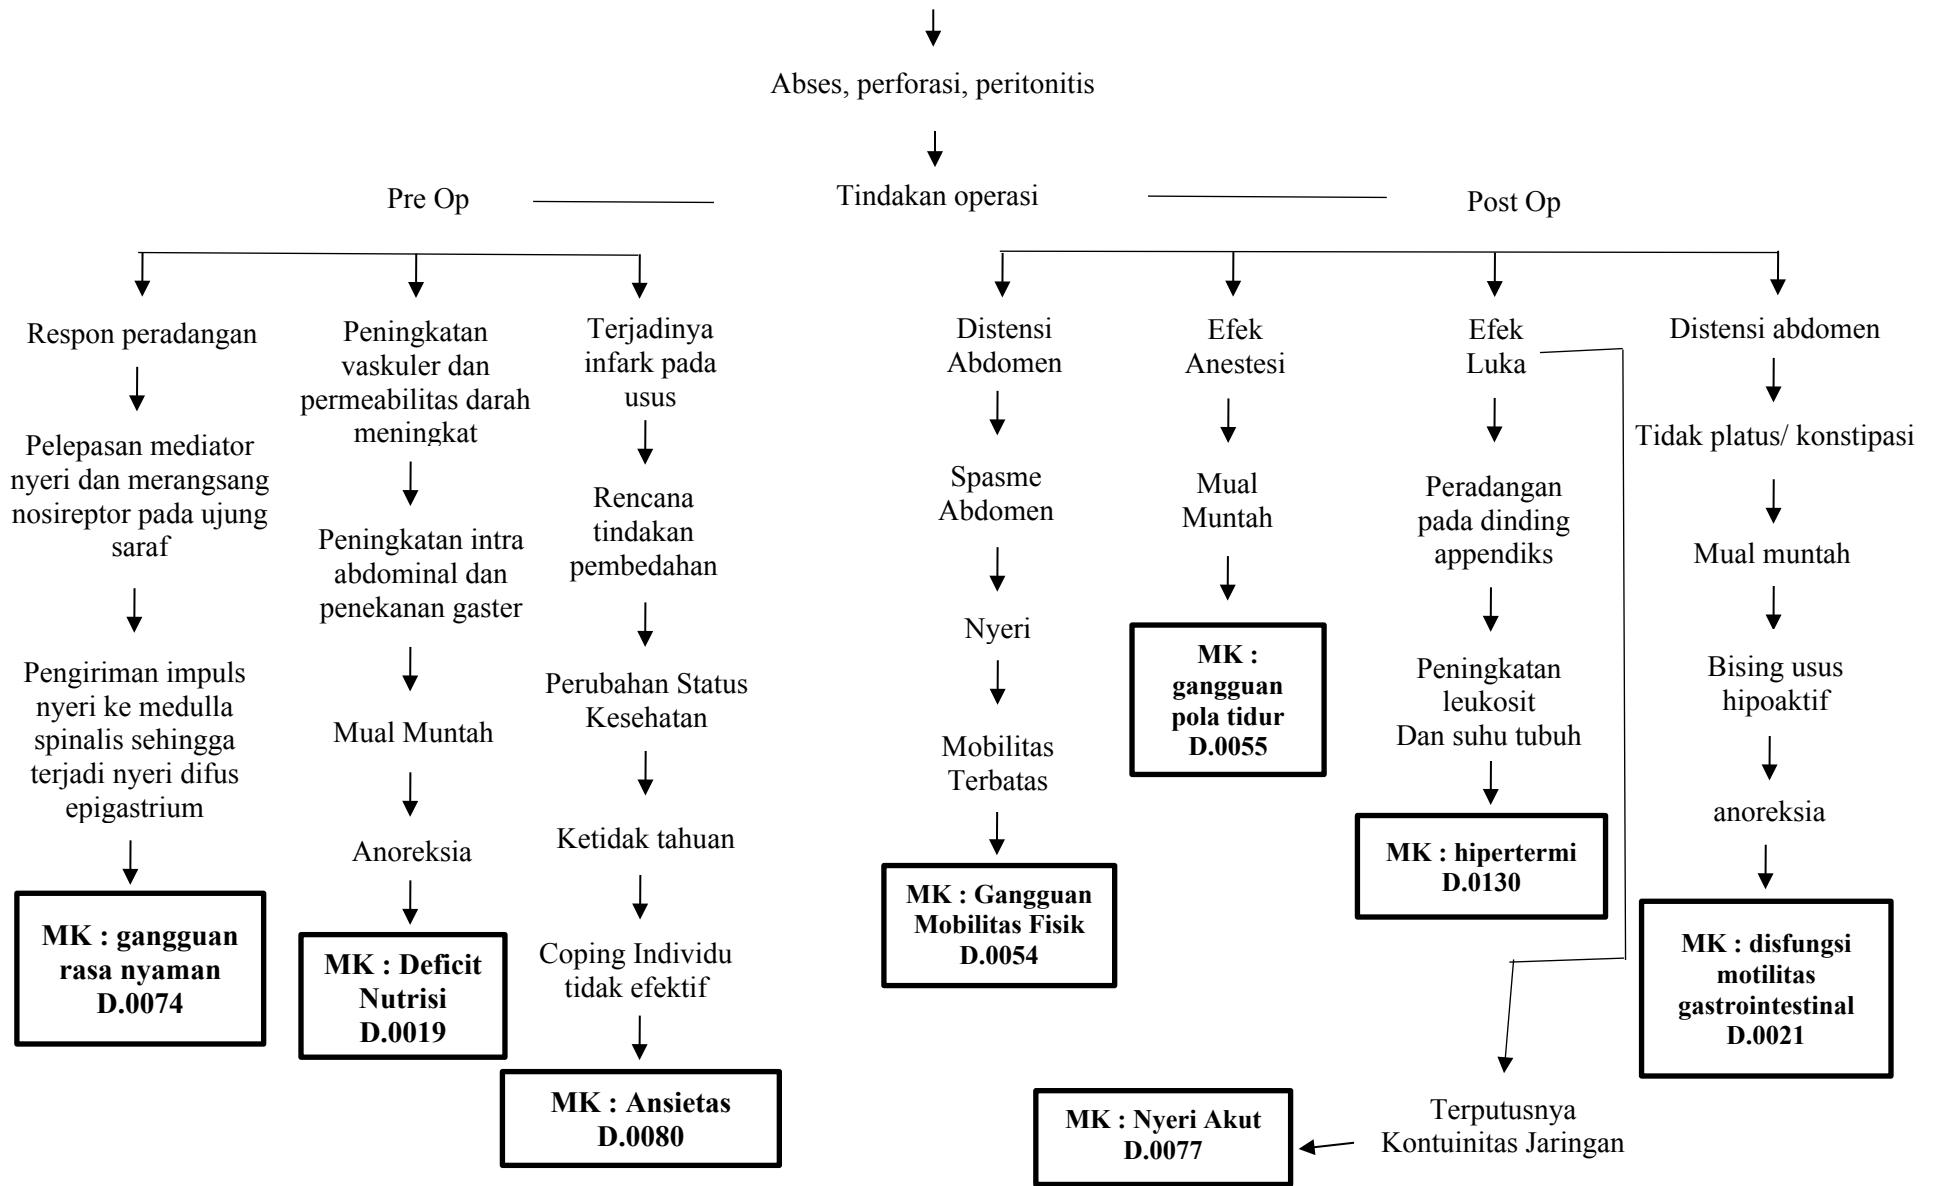 Abses, perforasi, peritonitis
Tindakan operasi
Pre Op
Post Op
Respon peradangan
Pelepasan mediator
nyeri dan merangsang
nosireptor pada ujung
saraf
Pengiriman impuls
nyeri ke medulla
spinalis sehingga
terjadi nyeri difus
epigastrium
MK : gangguan
rasa nyaman
D.0074
Peningkatan
vaskuler dan
permeabilitas darah
meningkat
Peningkatan intra
abdominal dan
penekanan gaster
Mual Muntah
Anoreksia
MK : Deficit
Nutrisi
D.0019
Terjadinya
infark pada
usus
Rencana
tindakan
pembedahan
Perubahan Status
Kesehatan
Ketidak tahuan
Coping Individu
tidak efektif
MK : Ansietas
D.0080
Distensi
Abdomen
Spasme
Abdomen
Nyeri
Mobilitas
Terbatas
MK : Gangguan
Mobilitas Fisik
D.0054
Efek
Anestesi
Mual
Muntah
MK :
gangguan
pola tidur
D.0055
Efek
Luka
Peradangan
pada dinding
appendiks
Peningkatan
leukosit
Dan suhu tubuh
MK : hipertermi
D.0130
Terputusnya
Kontuinitas Jaringan
MK : Nyeri Akut
D.0077
Distensi abdomen
Tidak platus/ konstipasi
Mual muntah
Bising usus
hipoaktif
anoreksia
MK : disfungsi
motilitas
gastrointestinal
D.0021